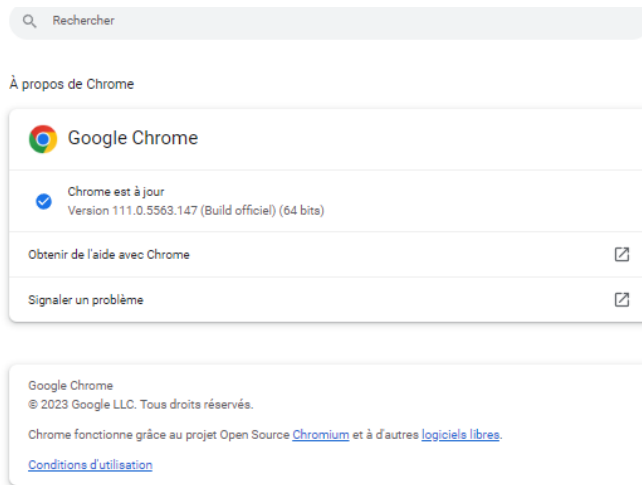 Rechercher
À propos de Chrome
Google Chrome
Chrome est à jour
Version 111.0.5563.147 (Build officiel) (64 bits)
Obtenir de l'aide avec Chrome
Signaler un problème
Google Chrome
© 2023 Google LLC. Tous droits réservés.
Chrome fonctionne grâce au projet Open Source Chromium et à d'autres logiciels libres.
Conditions d'utilisation